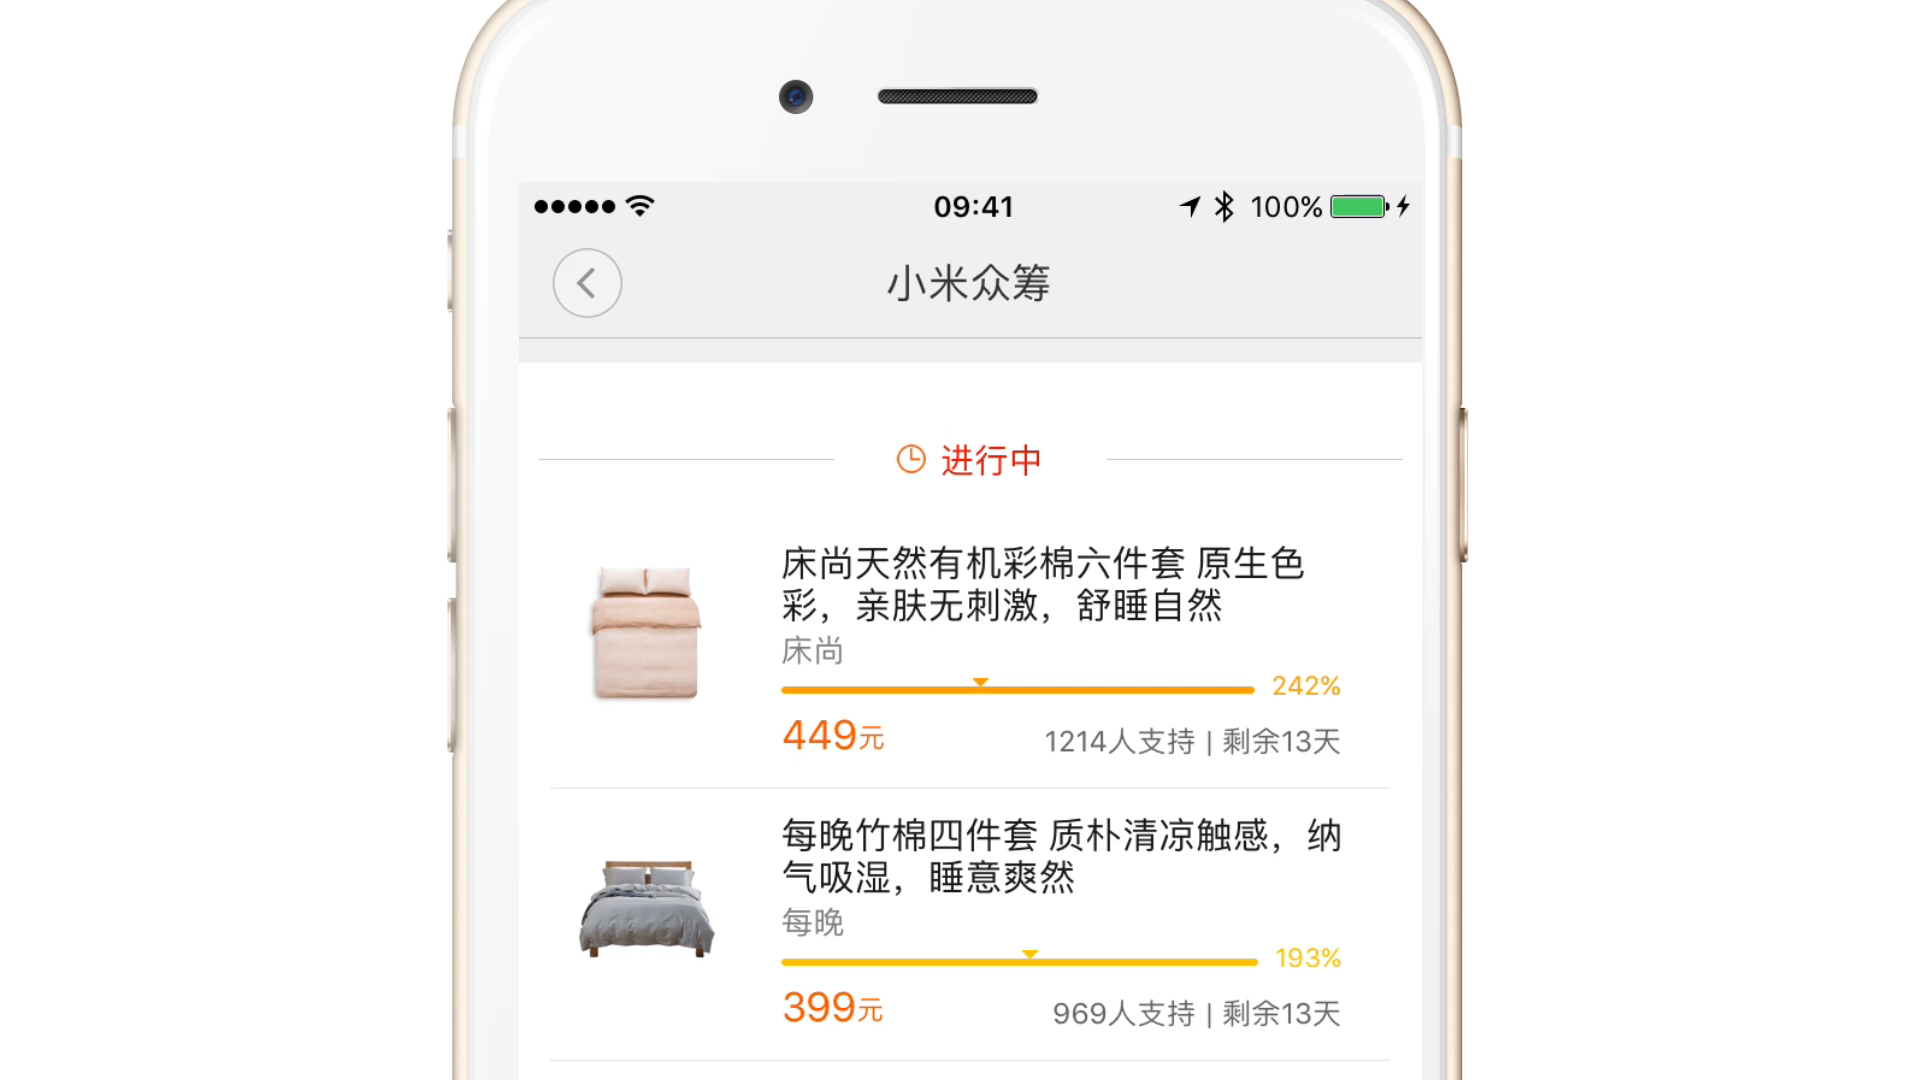 09:41
100%
小米众筹
进行中
床尚天然有机彩棉六件套 原生色
彩，亲肤无刺激，舒睡自然
床尚
242%
449元
1214人支持 | 剩余13天
每晚竹棉四件套 质朴清凉触感，纳
气吸湿，睡意爽然
每晚
193%
399元
969人支持 | 剩余13天